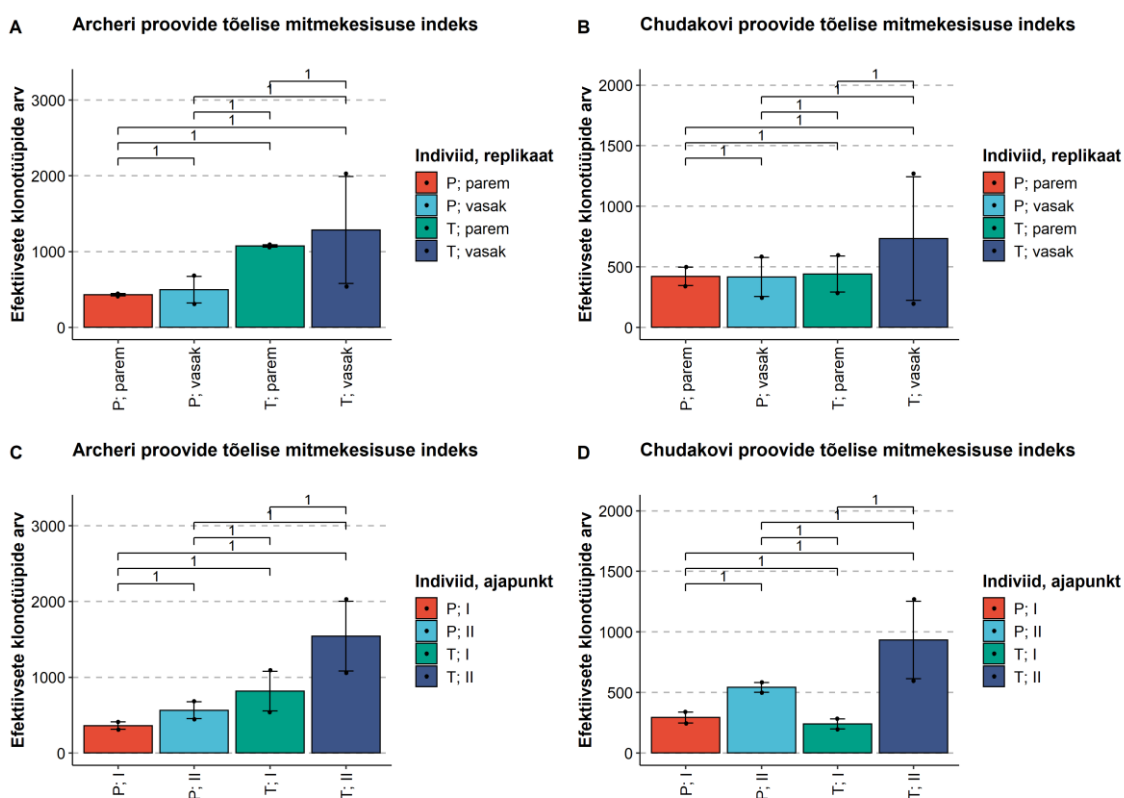 A
Archeri proovide tõelise mitmekesisuse indeks
Efektiivsete klonotüüpide arv
3000
2000
1000
0
1
1
1
1
1
1
P; parem
P; vasak
T; parem
T; vasak
Indiviid, replikaat
P; parem
P; vasak
T; parem
T; vasak
B
Chudakovi proovide tõelise mitmekesisuse indeks
Efektiivsete klonotüüpide arv
2000
1500
1000
500
0
1
1
1
1
1
1
P; parem
P; vasak
T; parem
T; vasak
Indiviid, replikaat
P; parem
P; vasak
T; parem
T; vasak
C
Archeri proovide tõelise mitmekesisuse indeks
Efektiivsete klonotüüpide arv
3000
2000
1000
0
1
1
1
1
1
1
P; I
P; II
T; I
T; II
Indiviid, ajapunkt
P; I
P; II
T; I
T; II
D
Chudakovi proovide tõelise mitmekesisuse indeks
Efektiivsete klonotüüpide arv
2000
1500
1000
500
0
1
1
1
1
1
1
P; I
P; II
T; I
T; II
Indiviid, ajapunkt
P; I
P; II
T; I
T; II